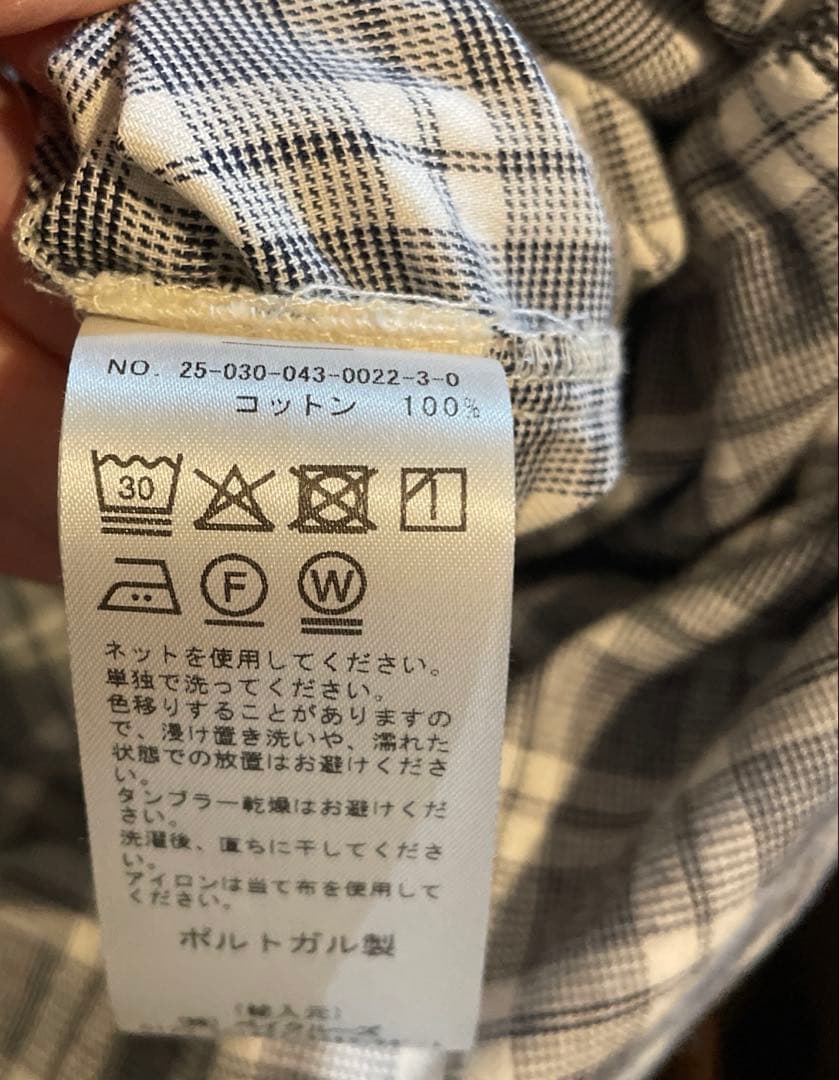 NO. 25-030-043-0022-3-0
コットン 100%
30
F W
ネットを使用してください。
単独で洗ってください。
色移りすることがありますの
で、浸け置き洗いや、濡れた
状態での放置はお避けくださ
い。
タンブラー乾燥はお避けくだ
さい。
洗濯後、直ちに干してくださ
い。
アイロンは当て布を使用して
ください。
ポルトガル製
(輸入元)